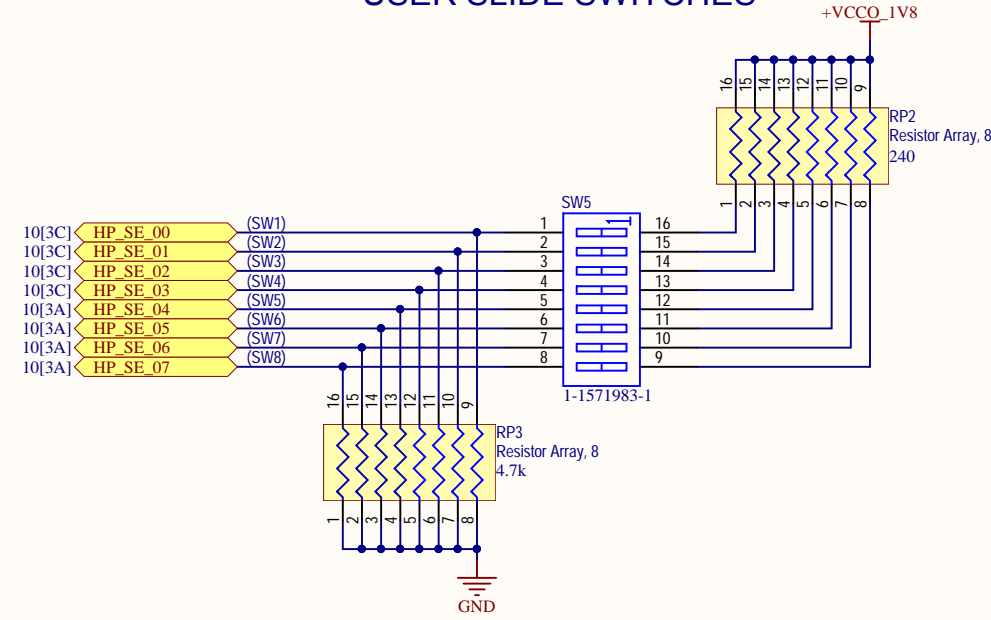 USER SLIDE SWITCHES
+VCCO_1V8
16 15 14 13 12 11 10 9
RP2
Resistor Array, 8
240
1 2 3 4 5 6 7 8
SW5
10[3C] HP_SE_00 (SW1) 1 16
10[3C] HP_SE_01 (SW2) 2 15
10[3C] HP_SE_02 (SW3) 3 14
10[3C] HP_SE_03 (SW4) 4 13
10[3A] HP_SE_04 (SW5) 5 12
10[3A] HP_SE_05 (SW6) 6 11
10[3A] HP_SE_06 (SW7) 7 10
10[3A] HP_SE_07 (SW8) 8 9
1
1-1571983-1
16 15 14 13 12 11 10 9
RP3
Resistor Array, 8
4.7k
1 2 3 4 5 6 7 8
GND